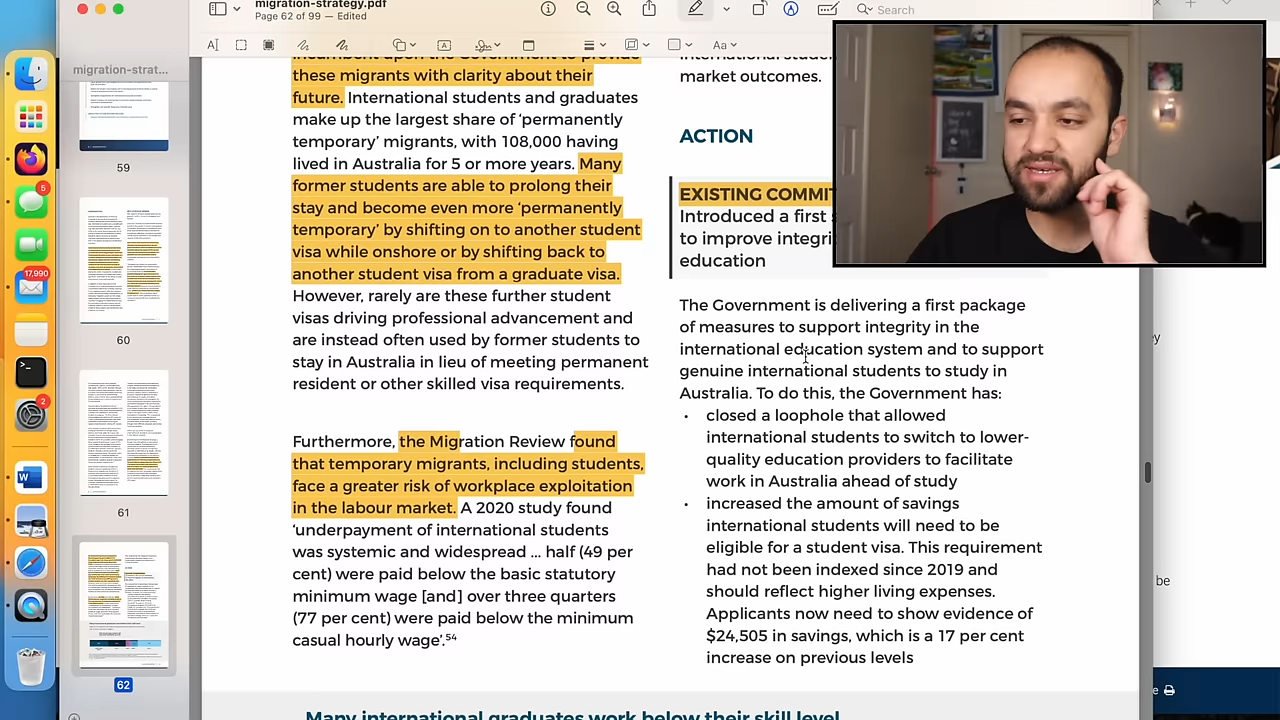 migration-strategy.pdf
Page 62 of 99 — Edited
Search
Aa
migration-strat...
59
60
61
62
5
17,990
2
these migrants with clarity about their
future. International students and graduates
make up the largest share of ‘permanently
temporary’ migrants, with 108,000 having
lived in Australia for 5 or more years. Many
former students are able to prolong their
stay and become even more ‘permanently
temporary’ by shifting on to another student
visa while onshore or by shifting back to
another student visa from a graduate visa.
However, rarely are these further student
visas driving professional advancement and
are instead often used by former students to
stay in Australia in lieu of meeting permanent
resident or other skilled visa requirements.
Furthermore, the Migration Review found
that temporary migrants, including students,
face a greater risk of workplace exploitation
in the labour market. A 2020 study found
‘underpayment of international students
was systemic and widespread ... half (49 per
cent) were paid below the basic statutory
minimum wage [and] over three quarters
(77 per cent) were paid below the minimum
casual hourly wage’.54
market outcomes.
ACTION
EXISTING COMMIT
Introduced a first
to improve integri
education
The Government is delivering a first package
of measures to support integrity in the
international education system and to support
genuine international students to study in
Australia. To do this, the Government has:
• closed a loophole that allowed
international students to switch to lower-
quality education providers to facilitate
work in Australia ahead of study
• increased the amount of savings
international students will need to be
eligible for a student visa. This requirement
had not been indexed since 2019 and
should reflect higher living expenses.
Applicants now need to show evidence of
$24,505 in savings, which is a 17 per cent
increase on previous levels
Many international graduates work below their skill level
ey
be
e